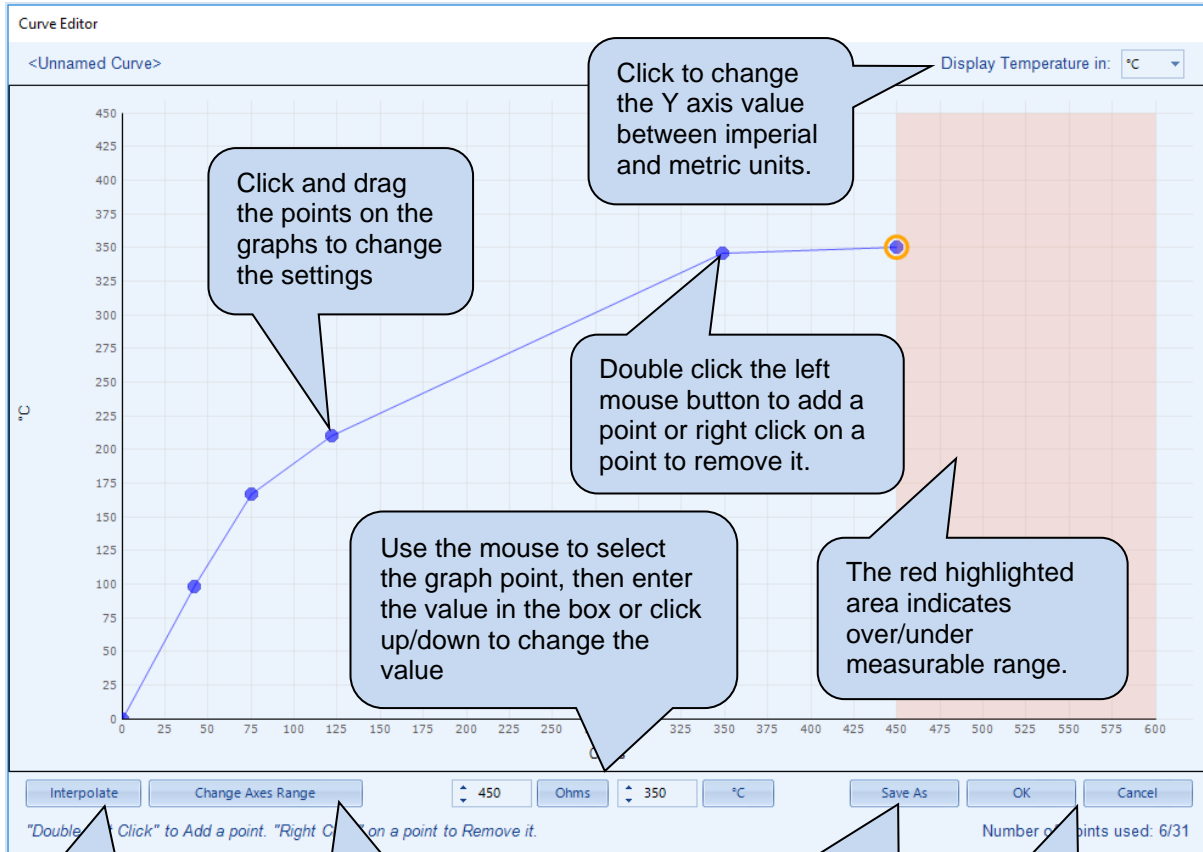 Curve Editor
<Unnamed Curve>
Display Temperature in: °C
Click to change
the Y axis value
between imperial
and metric units.
Click and drag
the points on the
graphs to change
the settings
Double click the left
mouse button to add a
point or right click on a
point to remove it.
Use the mouse to select
the graph point, then enter
the value in the box or click
up/down to change the
value
The red highlighted
area indicates
over/under
measurable range.
°C
450
425
400
375
350
325
300
275
250
225
200
175
150
125
100
75
50
25
0
0 25 50 75 100 125 150 175 200 225 250 325 350 375 400 425 450 475 500 525 550 575 600
Interpolate Change Axes Range 450 Ohms 350 °C Save As OK Cancel
"Double Click" to Add a point. "Right on a point to Remove it.
Number used: 6/31